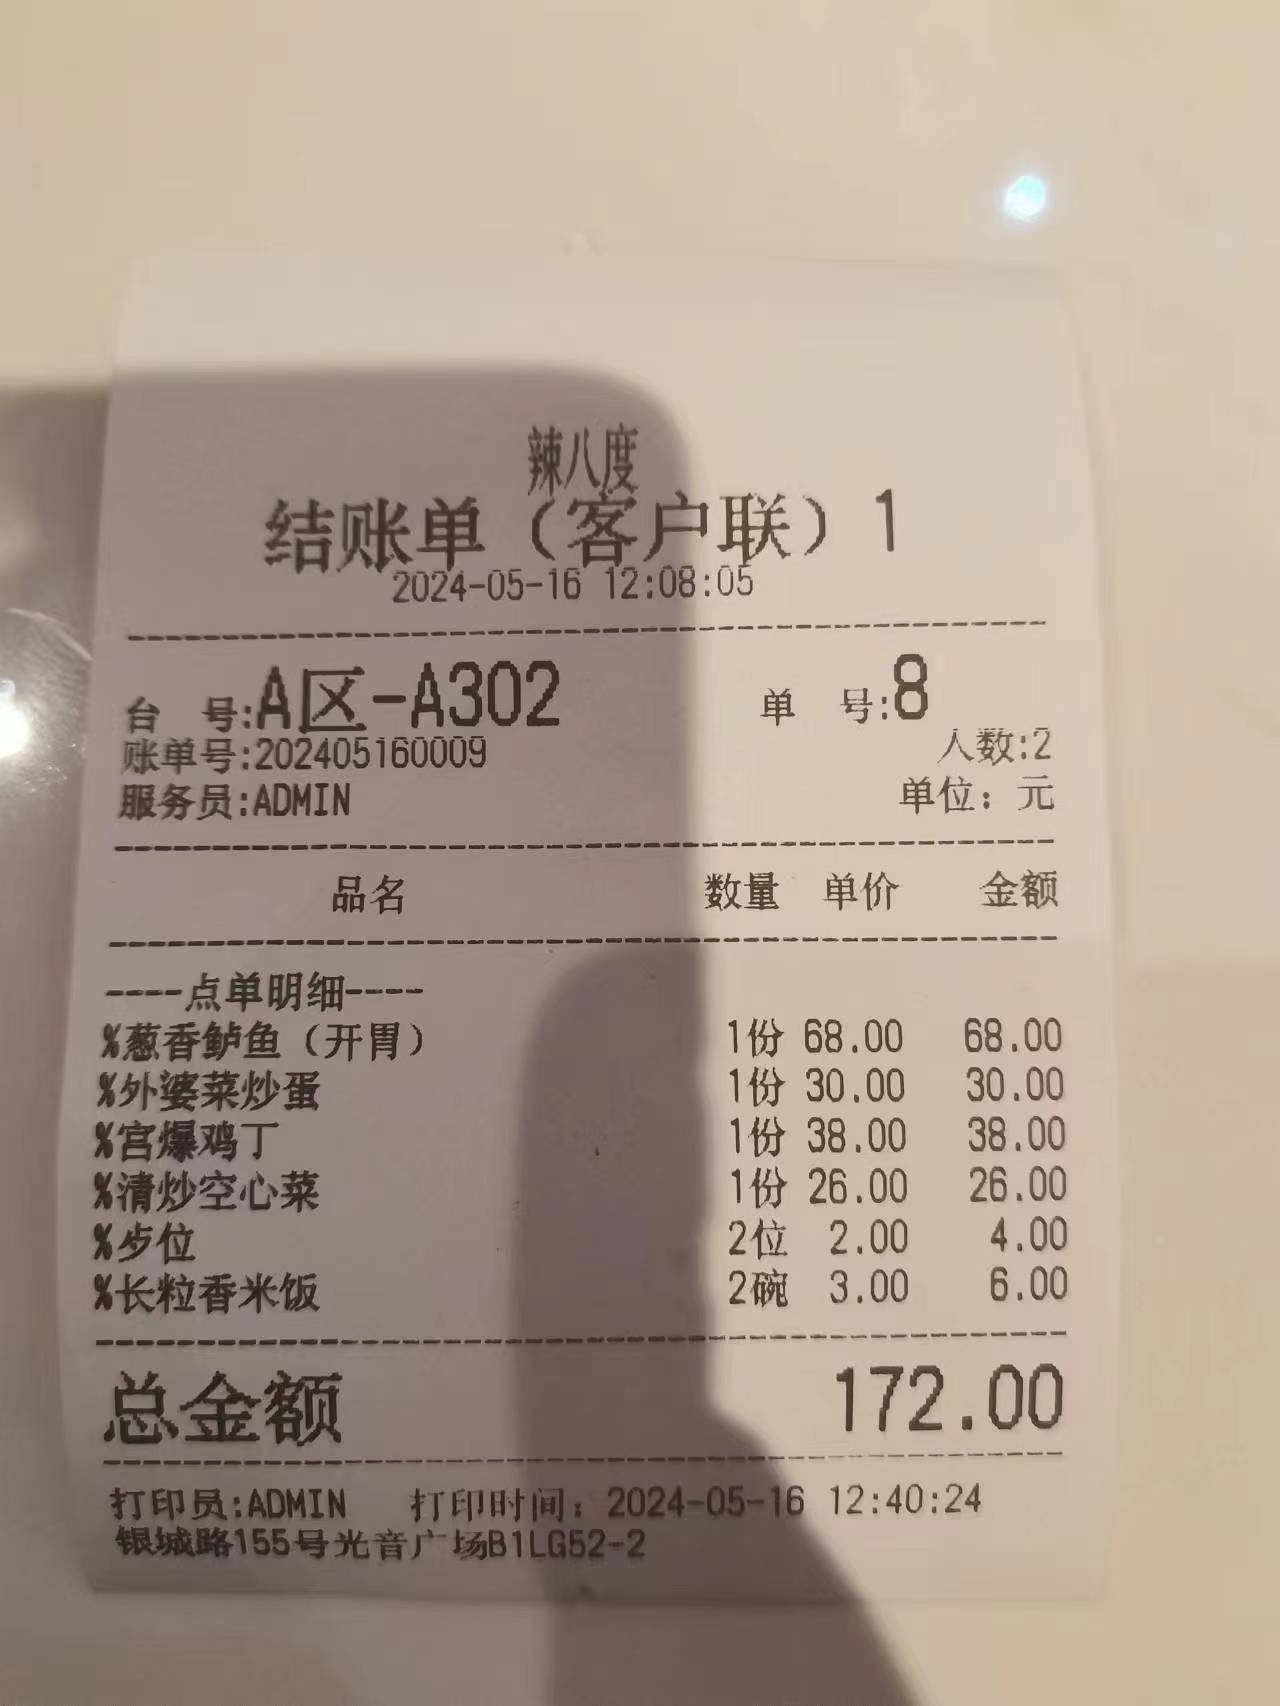 辣八度
结账单（客户联）1
2024-05-16 12:08:05
台 号:A区-A302 单 号:8
账单号:202405160009 人数:2
服务员:ADMIN 单位：元
品名 数量 单价 金额
----点单明细----
%葱香鲈鱼（开胃） 1份 68.00 68.00
%外婆菜炒蛋 1份 30.00 30.00
%宫爆鸡丁 1份 38.00 38.00
%清炒空心菜 1份 26.00 26.00
%歺位 2位 2.00 4.00
%长粒香米饭 2碗 3.00 6.00
总金额 172.00
打印员:ADMIN 打印时间：2024-05-16 12:40:24
银城路155号光音广场B1LG52-2